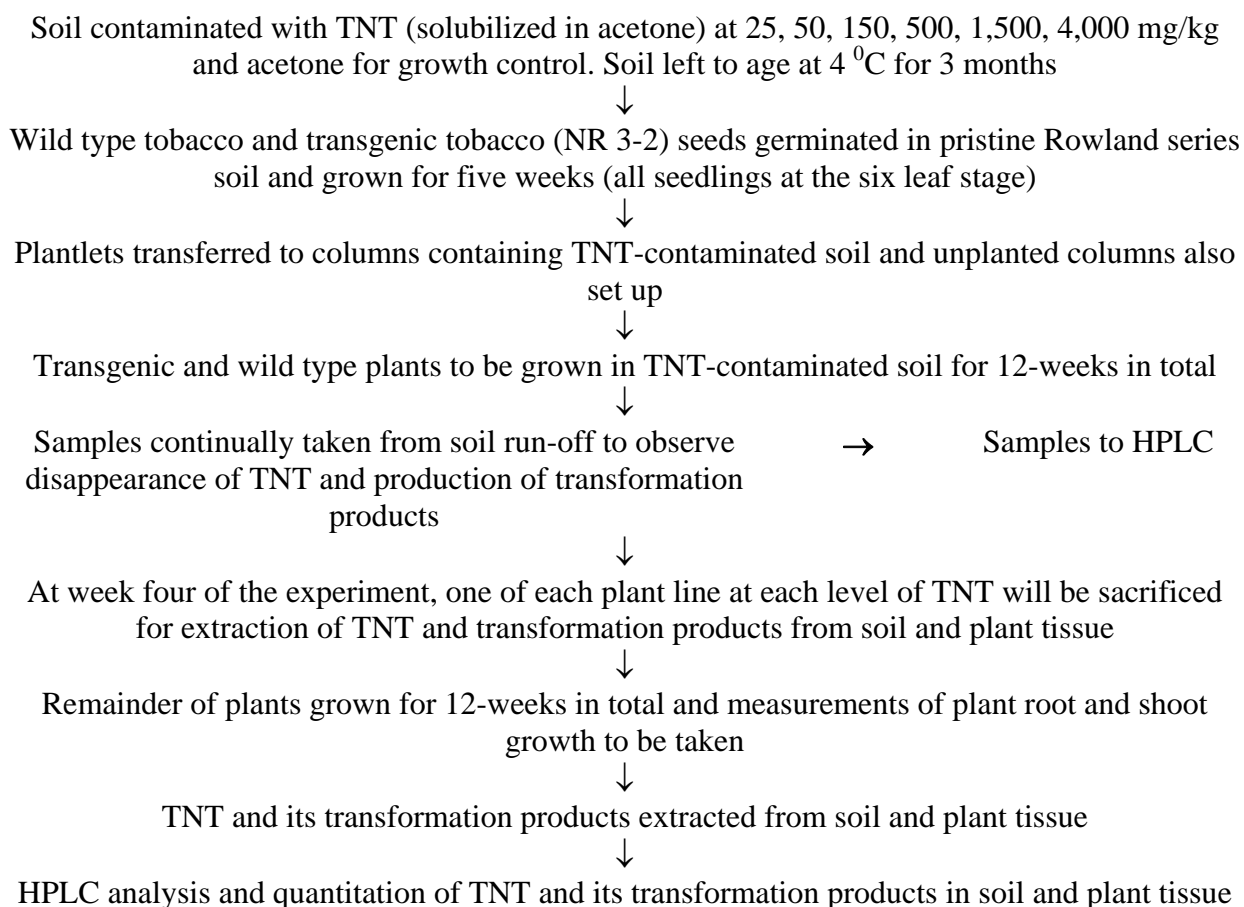 Soil contaminated with TNT (solubilized in acetone) at 25, 50, 150, 500, 1,500, 4,000 mg/kg
and acetone for growth control. Soil left to age at 4 ⁰C for 3 months
↓
Wild type tobacco and transgenic tobacco (NR 3-2) seeds germinated in pristine Rowland series
soil and grown for five weeks (all seedlings at the six leaf stage)
↓
Plantlets transferred to columns containing TNT-contaminated soil and unplanted columns also
set up
↓
Transgenic and wild type plants to be grown in TNT-contaminated soil for 12-weeks in total
↓
Samples continually taken from soil run-off to observe → Samples to HPLC
disappearance of TNT and production of transformation
products
↓
At week four of the experiment, one of each plant line at each level of TNT will be sacrificed
for extraction of TNT and transformation products from soil and plant tissue
↓
Remainder of plants grown for 12-weeks in total and measurements of plant root and shoot
growth to be taken
↓
TNT and its transformation products extracted from soil and plant tissue
↓
HPLC analysis and quantitation of TNT and its transformation products in soil and plant tissue